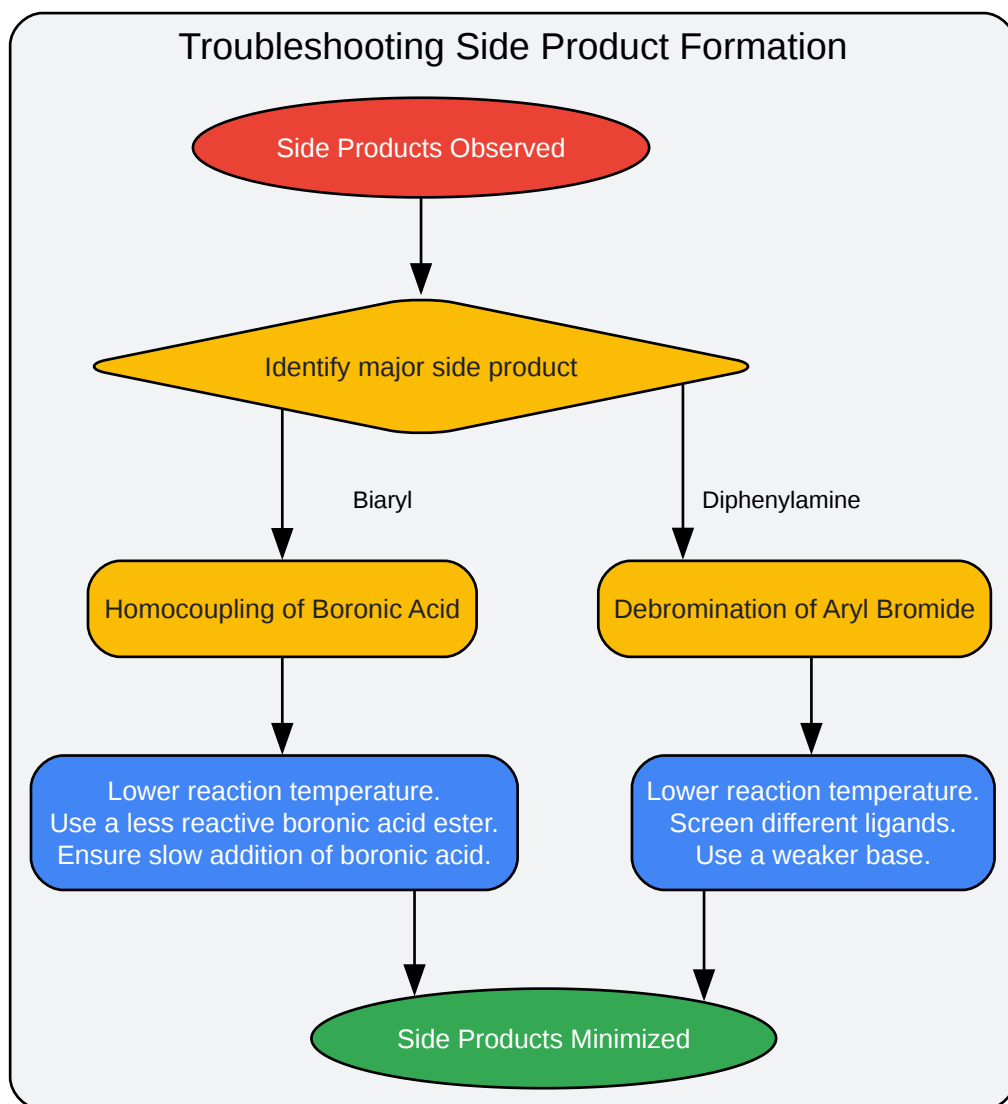 Troubleshooting Side Product Formation
Side Products Observed
Identify major side product
Biaryl
Diphenylamine
Homocoupling of Boronic Acid
Debromination of Aryl Bromide
Lower reaction temperature.
Use a less reactive boronic acid ester.
Ensure slow addition of boronic acid.
Lower reaction temperature.
Screen different ligands.
Use a weaker base.
Side Products Minimized